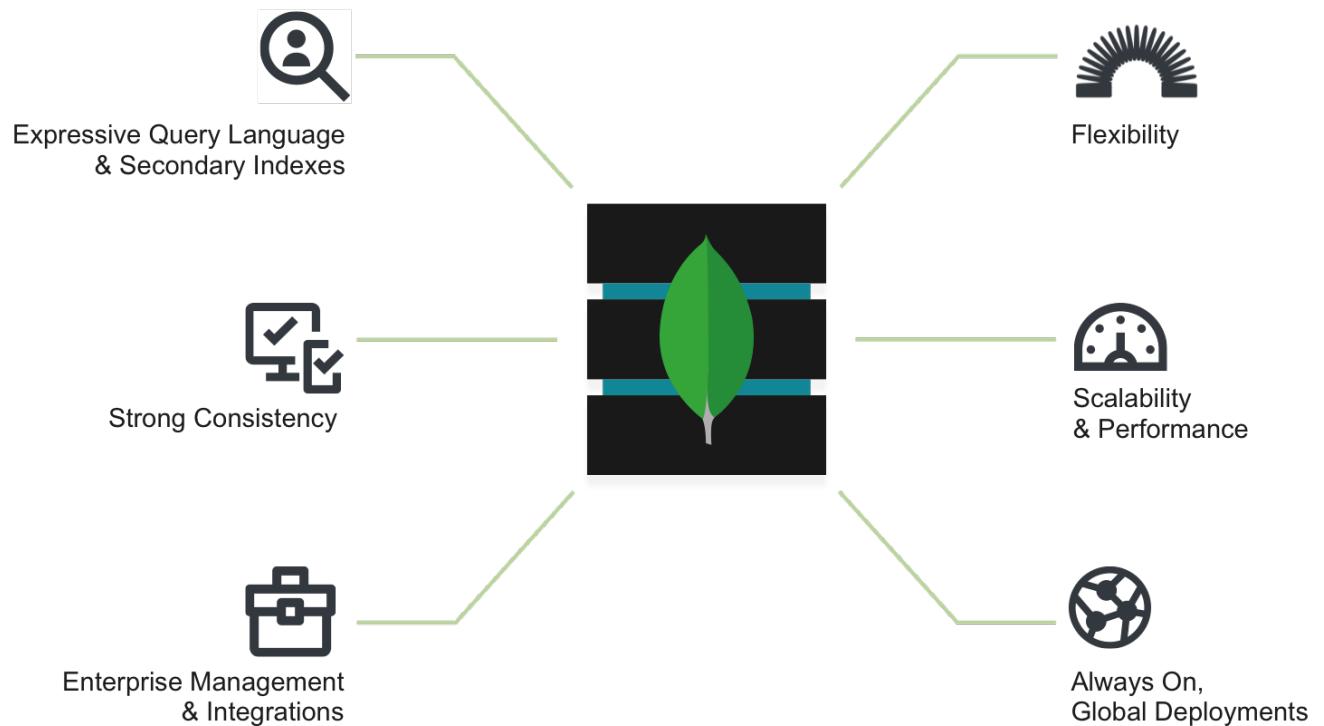 Expressive Query Language
& Secondary Indexes
Strong Consistency
Enterprise Management
& Integrations
Flexibility
Scalability
& Performance
Always On,
Global Deployments